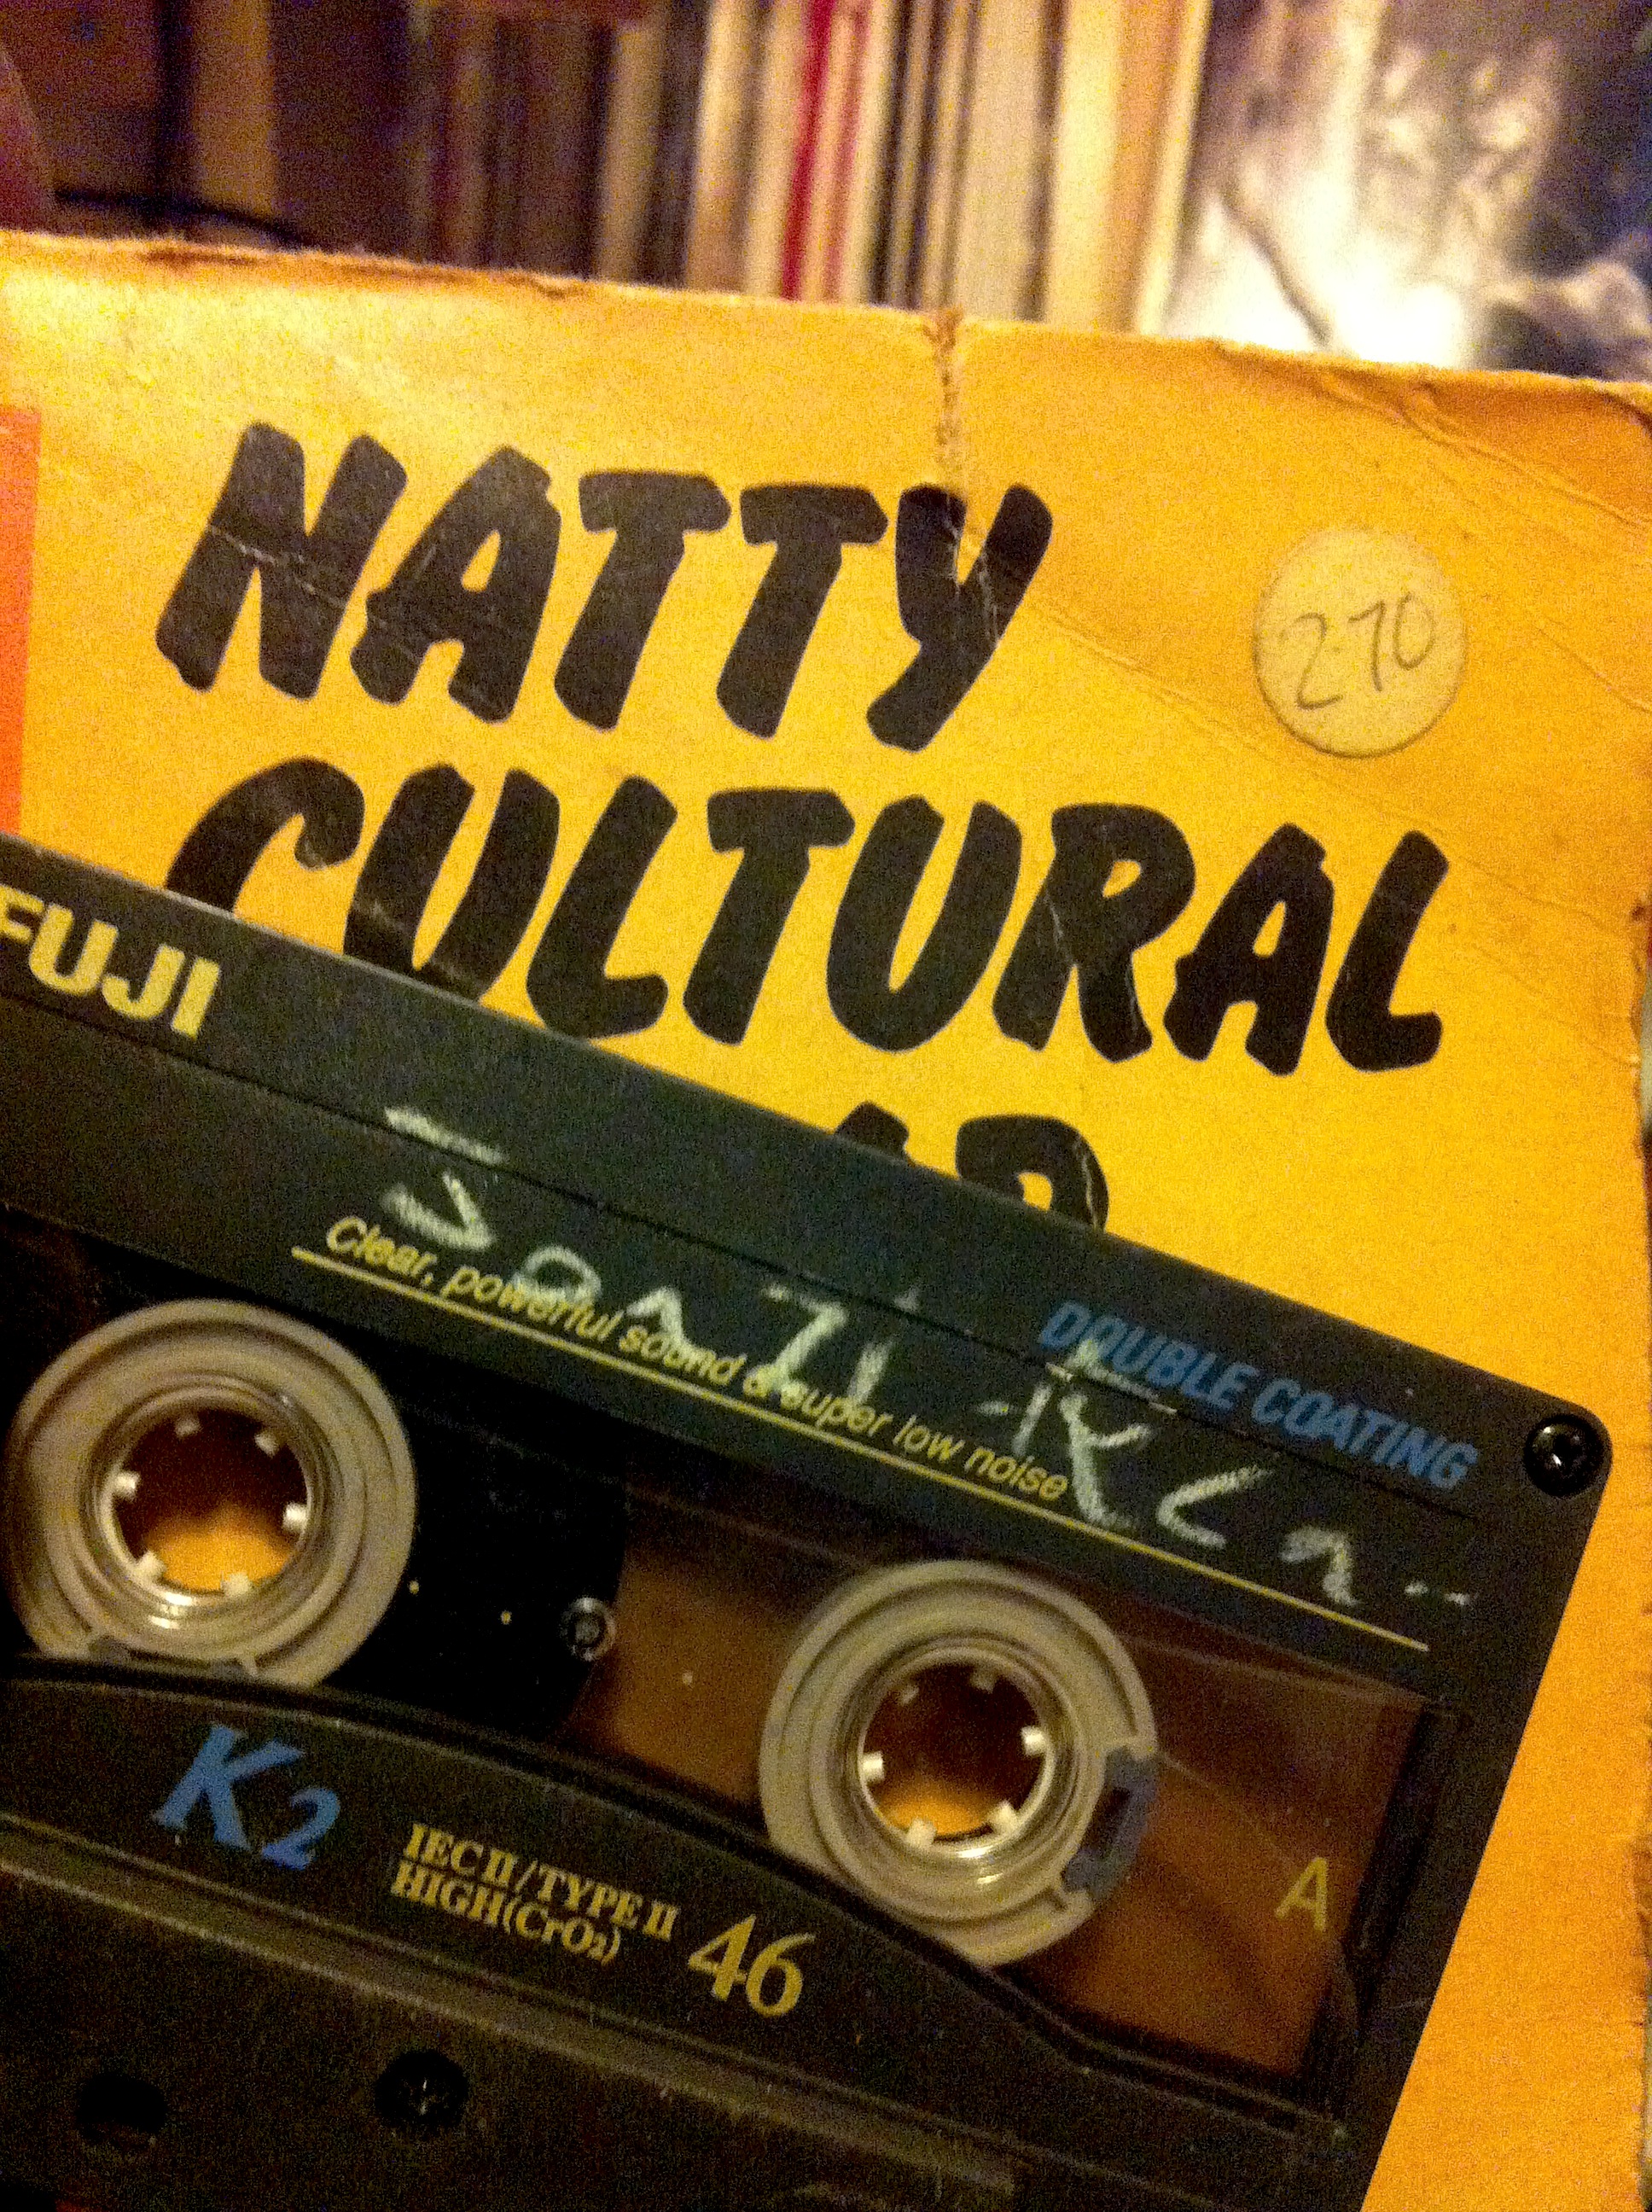 NATTY
2.70
CULTURAL
FUJI
DOUBLE COATING
Clear, powerful sound & super low noise
K2
IEC II/TYPE II
HIGH(CrO2)
46
A